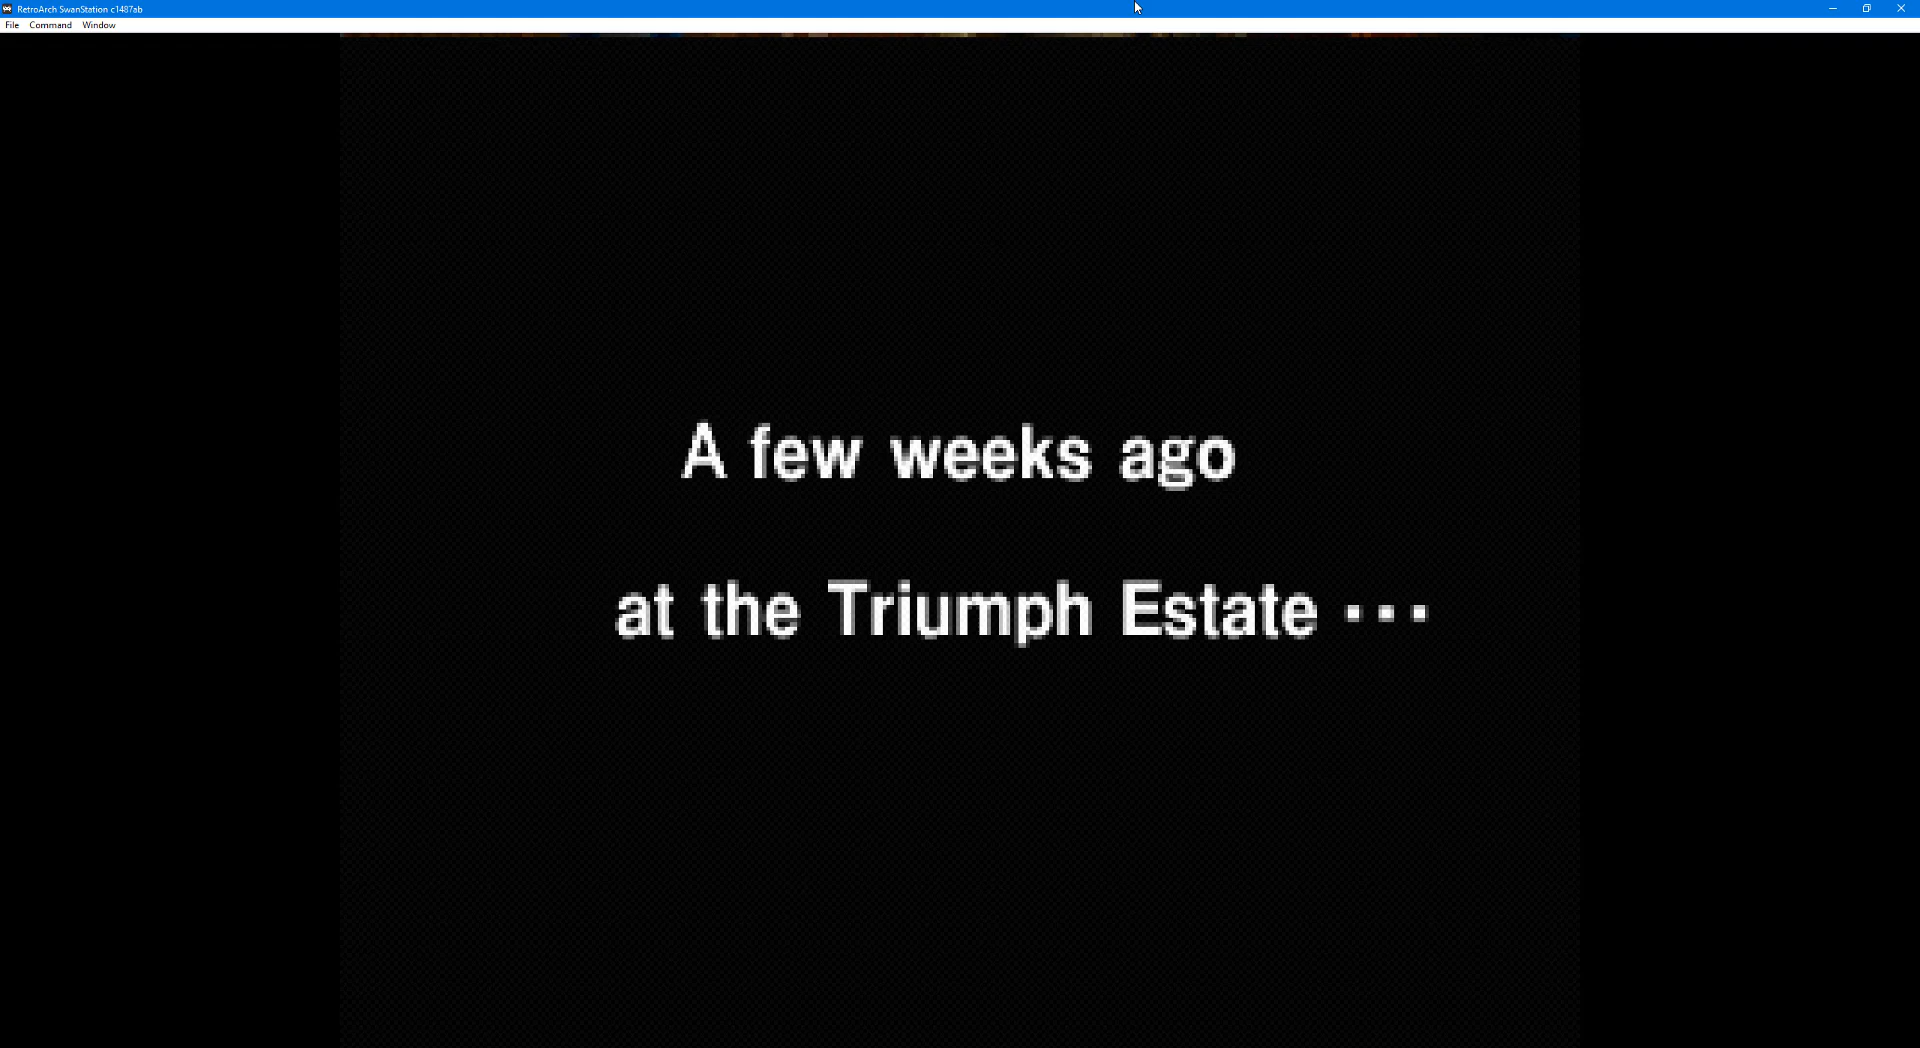 RetroArch SwanStation c1487ab
File Command Window
A few weeks ago
at the Triumph Estate ･･･